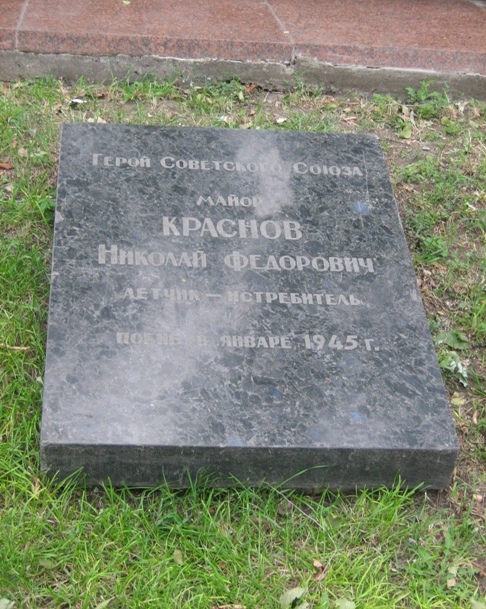 Герой Советского Союза
майор
КРАСНОВ
Николай Федорович
летчик – истребитель
погиб в январе 1945 г.